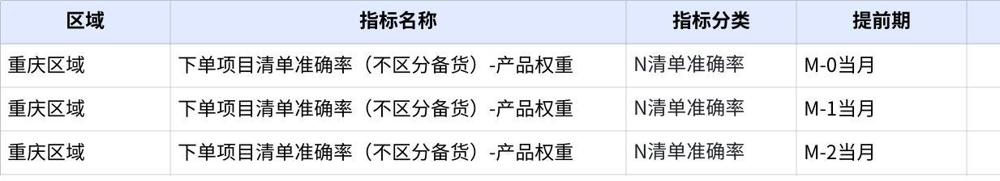 区域 指标名称 指标分类 提前期
重庆区域 下单项目清单准确率（不区分备货）-产品权重 N清单准确率 M-0当月
重庆区域 下单项目清单准确率（不区分备货）-产品权重 N清单准确率 M-1当月
重庆区域 下单项目清单准确率（不区分备货）-产品权重 N清单准确率 M-2当月